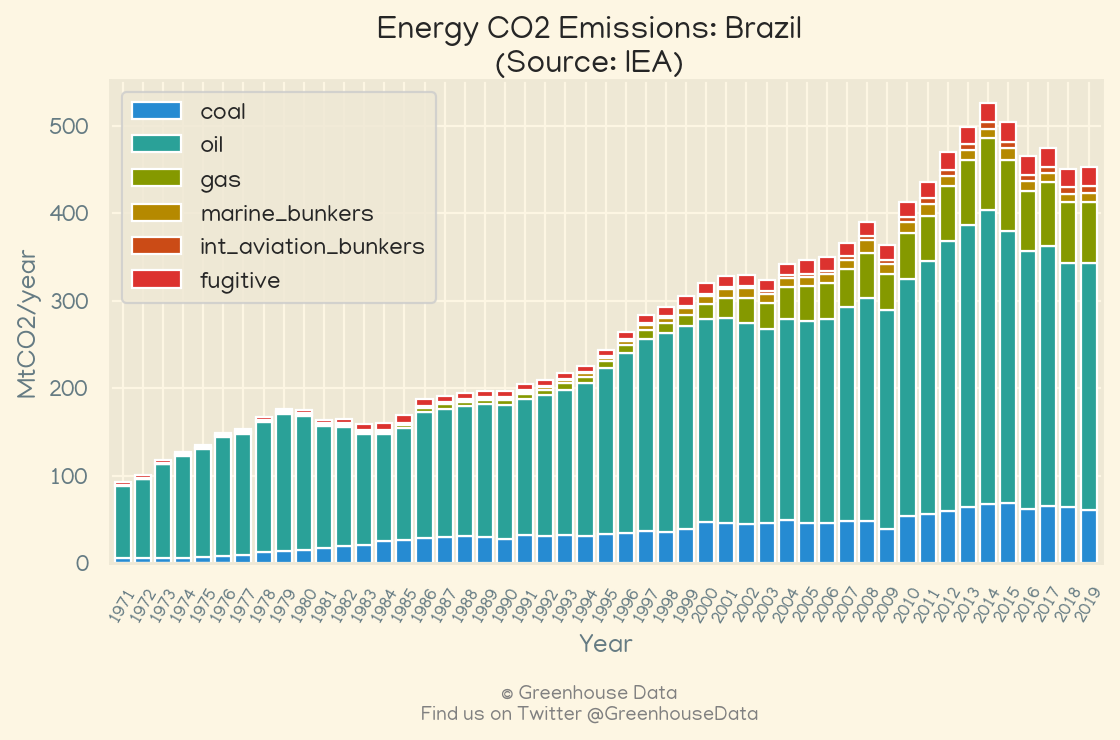 Energy CO2 Emissions: Brazil
(Source: IEA)
coal
oil
gas
marine_bunkers
int_aviation_bunkers
fugitive
MtCO2/year
500
400
300
200
100
0
1971 1972 1973 1974 1975 1976 1977 1978 1979 1980 1981 1982 1983 1984 1985 1986 1987 1988 1989 1990 1991 1992 1993 1994 1995 1996 1997 1998 1999 2000 2001 2002 2003 2004 2005 2006 2007 2008 2009 2010 2011 2012 2013 2014 2015 2016 2017 2018 2019
Year
© Greenhouse Data
Find us on Twitter @GreenhouseData